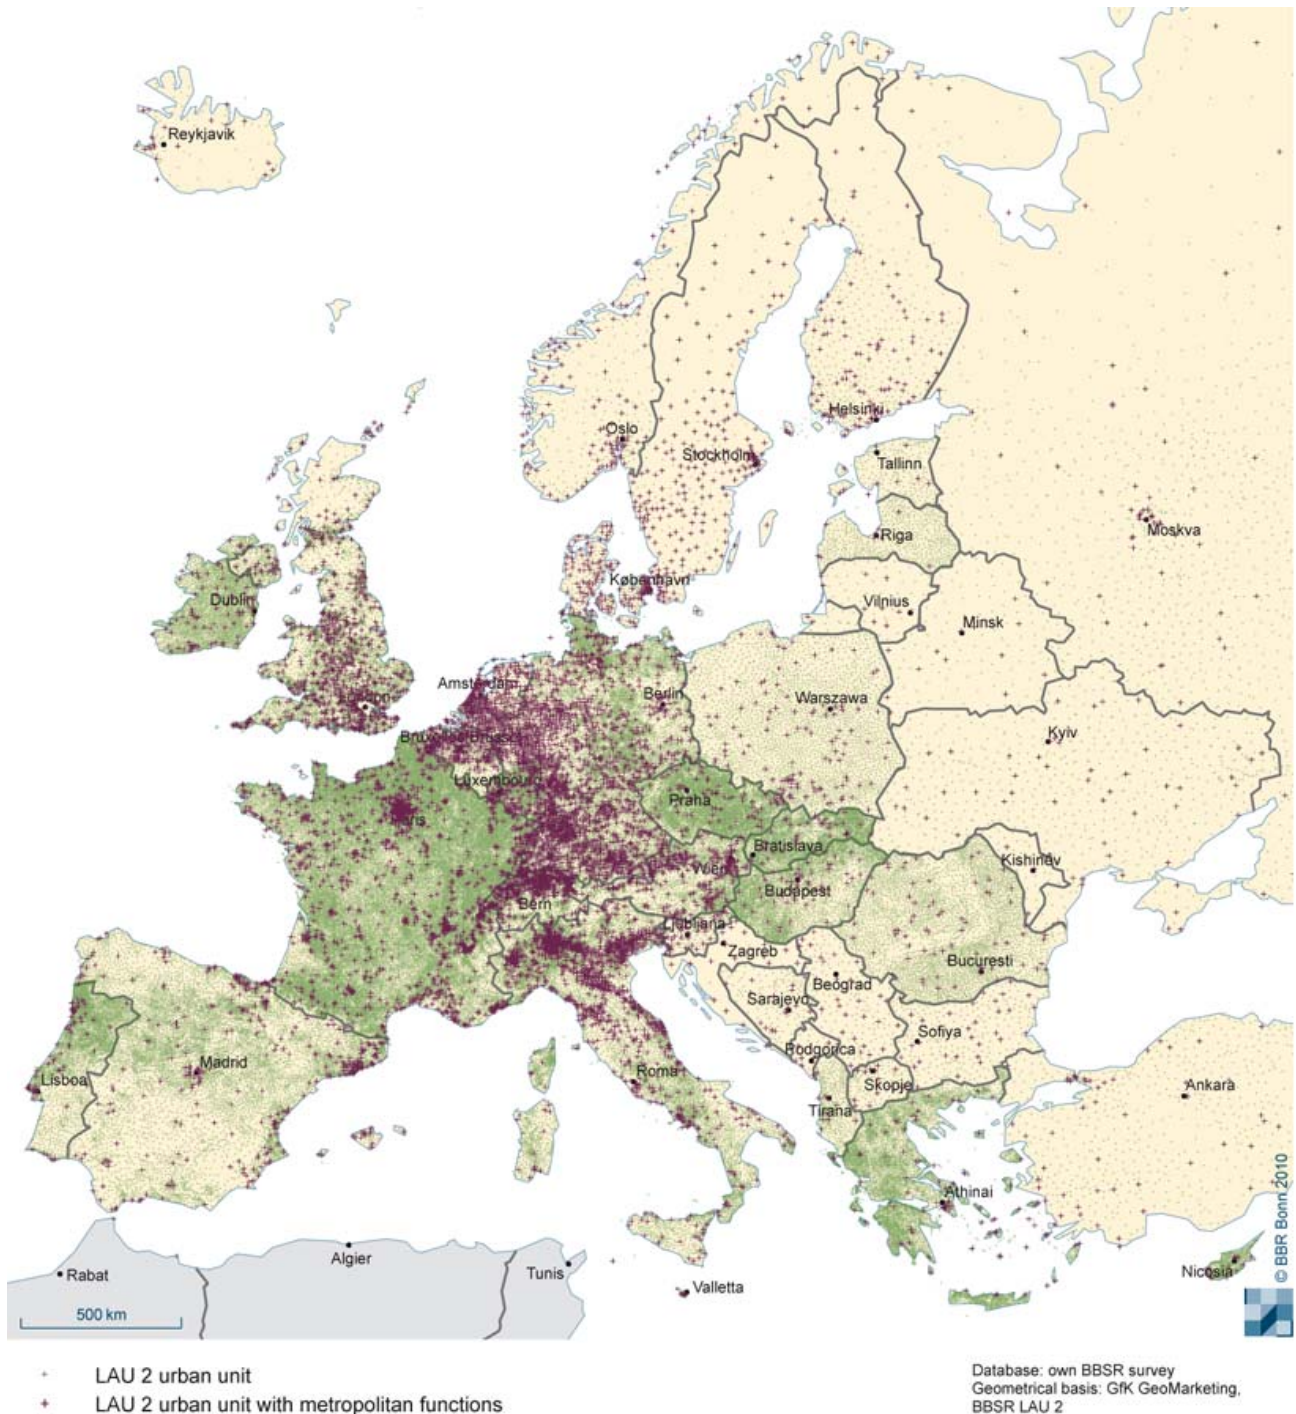 Reykjavik
Oslo
Helsinki
Stockholm
Tallinn
Riga
Moskva
København
Vilnius
Minsk
Dublin
London
Amsterdam
Berlin
Warszawa
Kyiv
Luxembourg
Praha
Paris
Bratislava
Wien
Kishinev
Budapest
Bern
Ljubljana
Zagreb
Bucuresti
Beograd
Sarajevo
Sofiya
Podgorica
Madrid
Lisboa
Roma
Skopje
Ankara
Tirana
Athinai
Algier
Rabat
Tunis
Nicosia
Valletta
500 km
© BBR Bonn 2010
LAU 2 urban unit
LAU 2 urban unit with metropolitan functions
Database: own BBSR survey
Geometrical basis: GfK GeoMarketing,
BBSR LAU 2